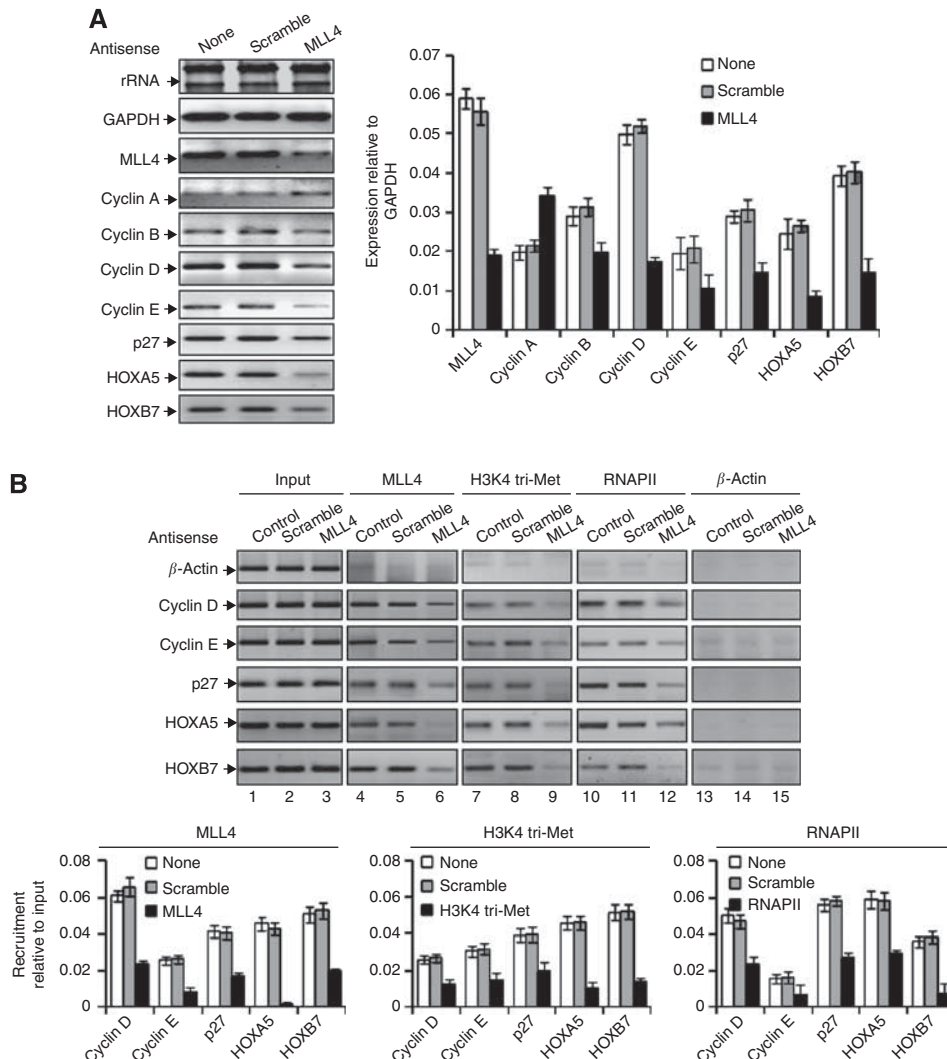 A
Antisense
None Scramble MLL4
rRNA
GAPDH
MLL4
Cyclin A
Cyclin B
Cyclin D
Cyclin E
p27
HOXA5
HOXB7
Expression relative to
GAPDH
0.07
0.06
0.05
0.04
0.03
0.02
0.01
0
None
Scramble
MLL4
MLL4 Cyclin A Cyclin B Cyclin D Cyclin E p27 HOXA5 HOXB7
B
Input MLL4 H3K4 tri-Met RNAPII β-Actin
Antisense
Control Scramble MLL4 Control Scramble MLL4 Control Scramble MLL4 Control Scramble MLL4 Control Scramble MLL4
β-Actin
Cyclin D
Cyclin E
p27
HOXA5
HOXB7
1 2 3 4 5 6 7 8 9 10 11 12 13 14 15
MLL4
Recruitment
relative to input
0.08
0.06
0.04
0.02
0
None
Scramble
MLL4
Cyclin D Cyclin E p27 HOXA5 HOXB7
H3K4 tri-Met
0.08
0.06
0.04
0.02
0
None
Scramble
H3K4 tri-Met
Cyclin D Cyclin E p27 HOXA5 HOXB7
RNAPII
0.08
0.06
0.04
0.02
0
None
Scramble
RNAPII
Cyclin D Cyclin E p27 HOXA5 HOXB7